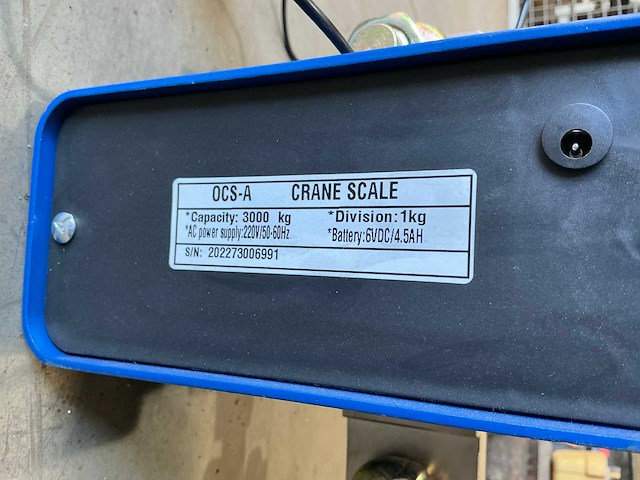 OCS-A CRANE SCALE
*Capacity: 3000 kg *Division:1kg
*AC power supply:220V/50-60Hz *Battery:6VDC/4.5AH
S/N: 202273006991